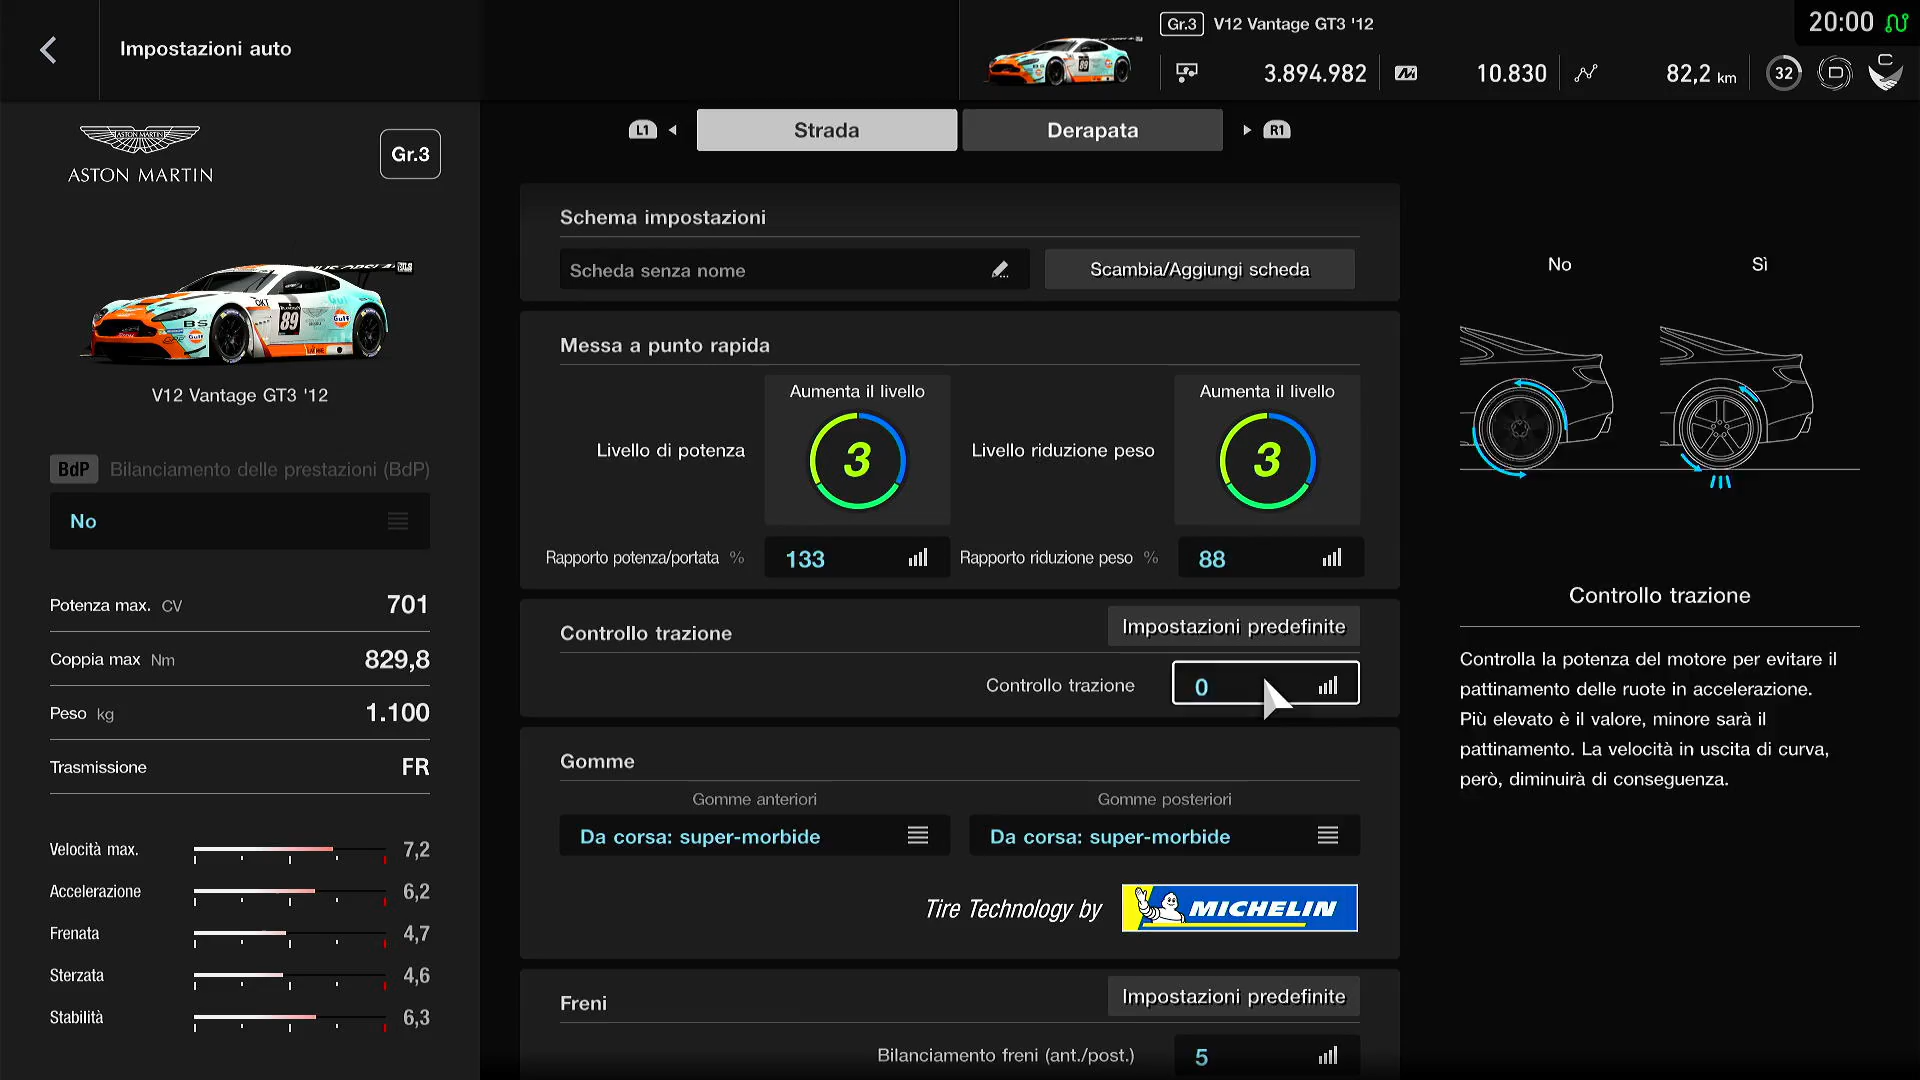 Impostazioni auto
Gr.3 V12 Vantage GT3 '12
20:00
3.894.982
10.830
82,2 km
32
D
C
ASTON MARTIN
ASTON MARTIN
Gr.3
89
Gulf
BS
V12 Vantage GT3 '12
BdP Bilanciamento delle prestazioni (BdP)
No
Potenza max. CV 701
Coppia max Nm 829,8
Peso kg 1.100
Trasmissione FR
Velocità max. 7,2
Accelerazione 6,2
Frenata 4,7
Sterzata 4,6
Stabilità 6,3
L1 Strada Derapata R1
Schema impostazioni
Scheda senza nome
Scambia/Aggiungi scheda
Messa a punto rapida
Livello di potenza
Aumenta il livello
3
Livello riduzione peso
Aumenta il livello
3
Rapporto potenza/portata % 133
Rapporto riduzione peso % 88
Controllo trazione
Impostazioni predefinite
Controllo trazione 0
Gomme
Gomme anteriori
Da corsa: super-morbide
Gomme posteriori
Da corsa: super-morbide
Tire Technology by MICHELIN
Freni
Impostazioni predefinite
Bilanciamento freni (ant./post.) 5
No
Sì
Controllo trazione
Controlla la potenza del motore per evitare il
pattinamento delle ruote in accelerazione.
Più elevato è il valore, minore sarà il
pattinamento. La velocità in uscita di curva,
però, diminuirà di conseguenza.